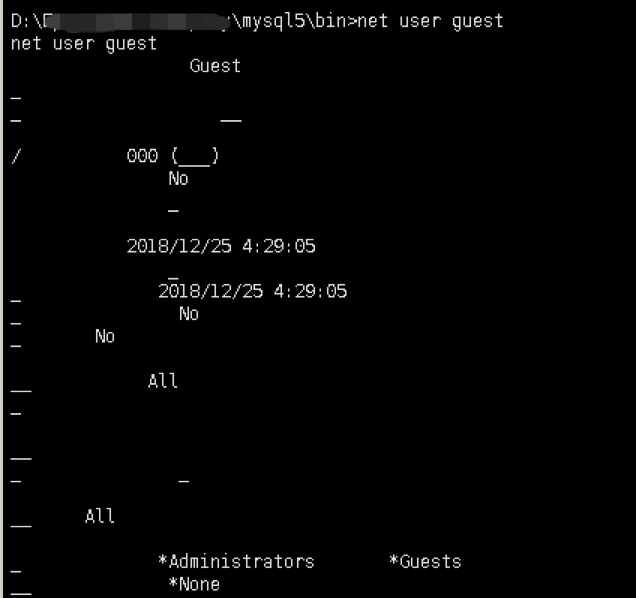 D:\ \mysql5\bin>net user guest
net user guest
Guest
_
_ __
/ 000 (___)
No
_
2018/12/25 4:29:05
_
_ 2018/12/25 4:29:05
_ No
_ No
__ All
_
__
_ _
__ All
_ *Administrators *Guests
__ *None